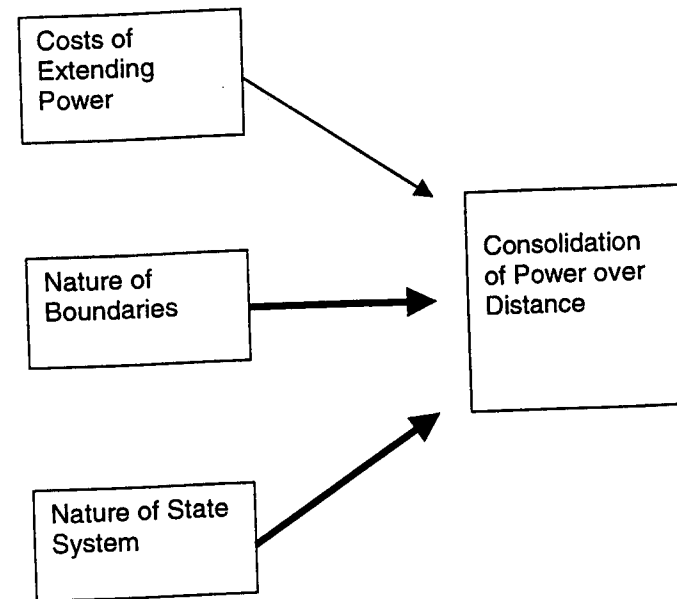 Costs of
Extending
Power
Consolidation
of Power over
Distance
Nature of
Boundaries
Nature of State
System